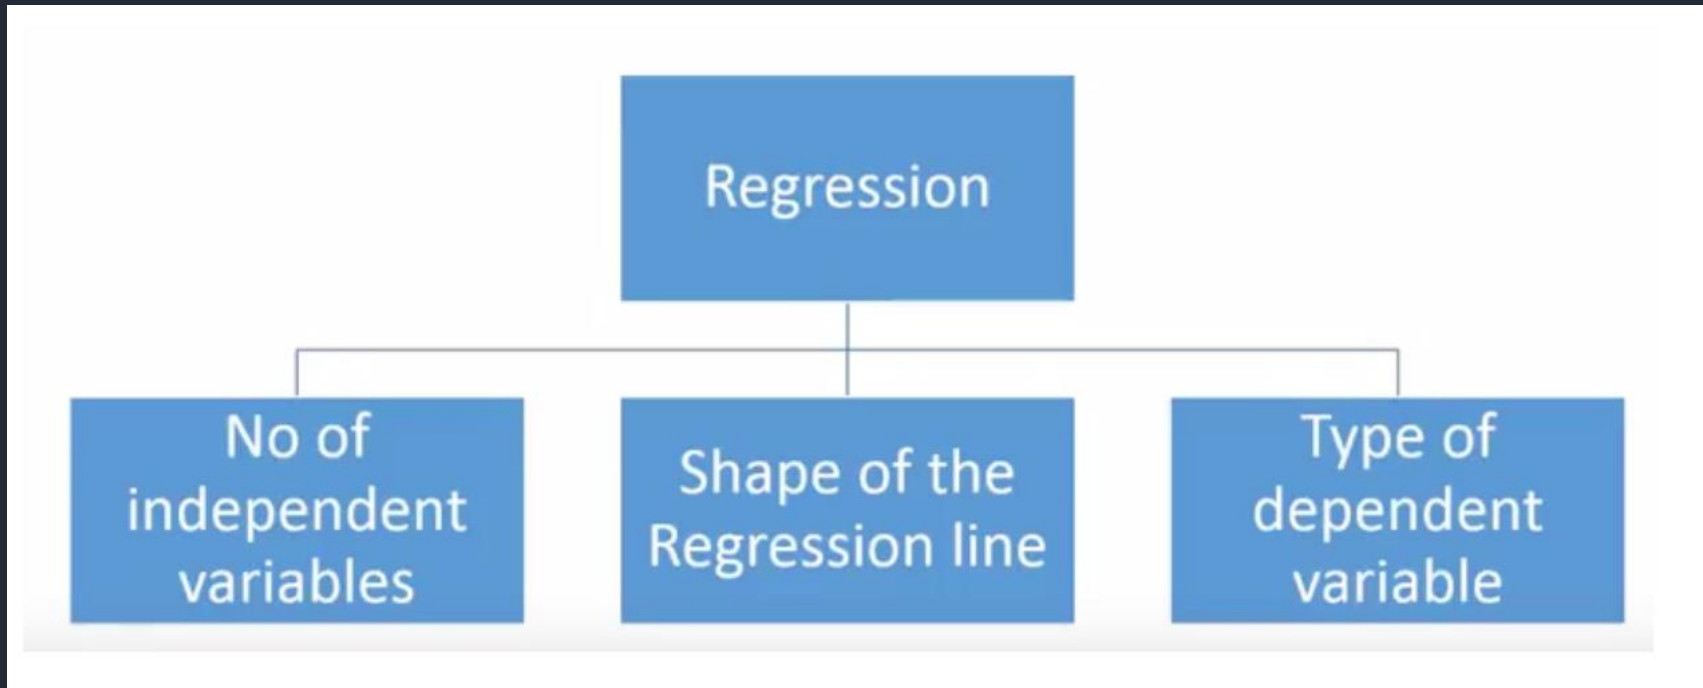 Regression
No of
independent
variables
Shape of the
Regression line
Type of
dependent
variable